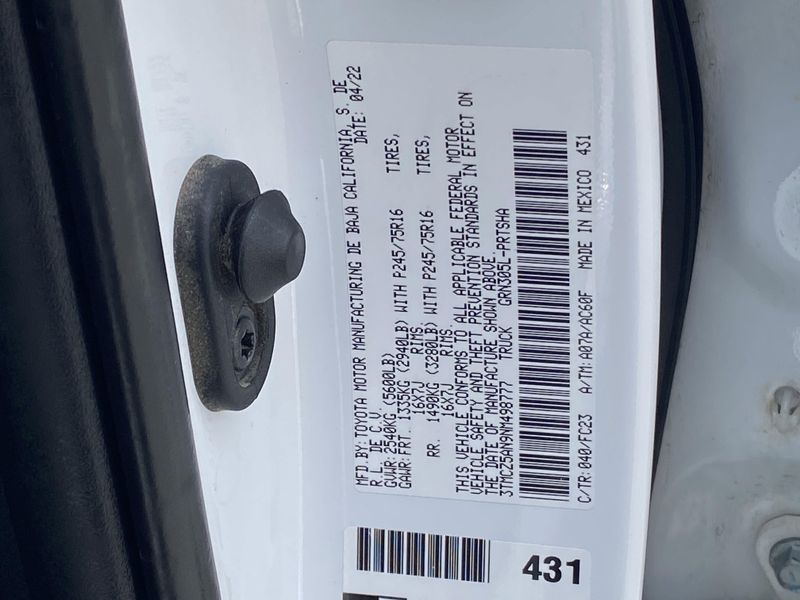 MFD.BY:TOYOTA MOTOR MANUFACTURING DE BAJA CALIFORNIA, S. DE
R.L. DE C.V. DATE: 04/22
GVWR:2540KG (5600LB)
GAWR:FRT. 1335KG (2940LB) WITH P245/75R16 TIRES,
16X7J RIMS.
RR. 1490KG (3280LB) WITH P245/75R16 TIRES,
16X7J RIMS.
THIS VEHICLE CONFORMS TO ALL APPLICABLE FEDERAL MOTOR
VEHICLE SAFETY AND THEFT PREVENTION STANDARDS IN EFFECT ON
THE DATE OF MANUFACTURE SHOWN ABOVE.
3TMCZ5AN9NM498777 TRUCK GRN305L-PRTSHA
C/TR:040/FC23 A/TM:A07A/AC60F MADE IN MEXICO 431
431